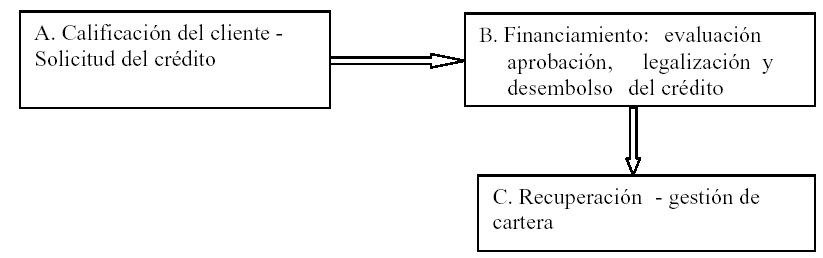 A. Calificación del cliente -
Solicitud del crédito
B. Financiamiento: evaluación
aprobación, legalización y
desembolso del crédito
C. Recuperación - gestión de
cartera